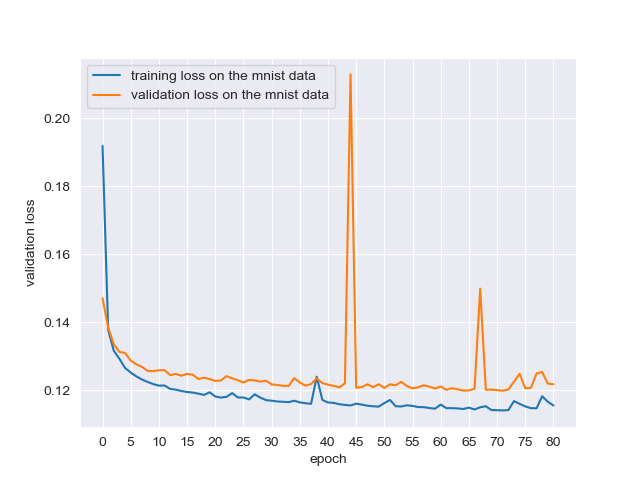 training loss on the mnist data
validation loss on the mnist data
0.20
0.18
0.16
0.14
0.12
validation loss
0 5 10 15 20 25 30 35 40 45 50 55 60 65 70 75 80
epoch